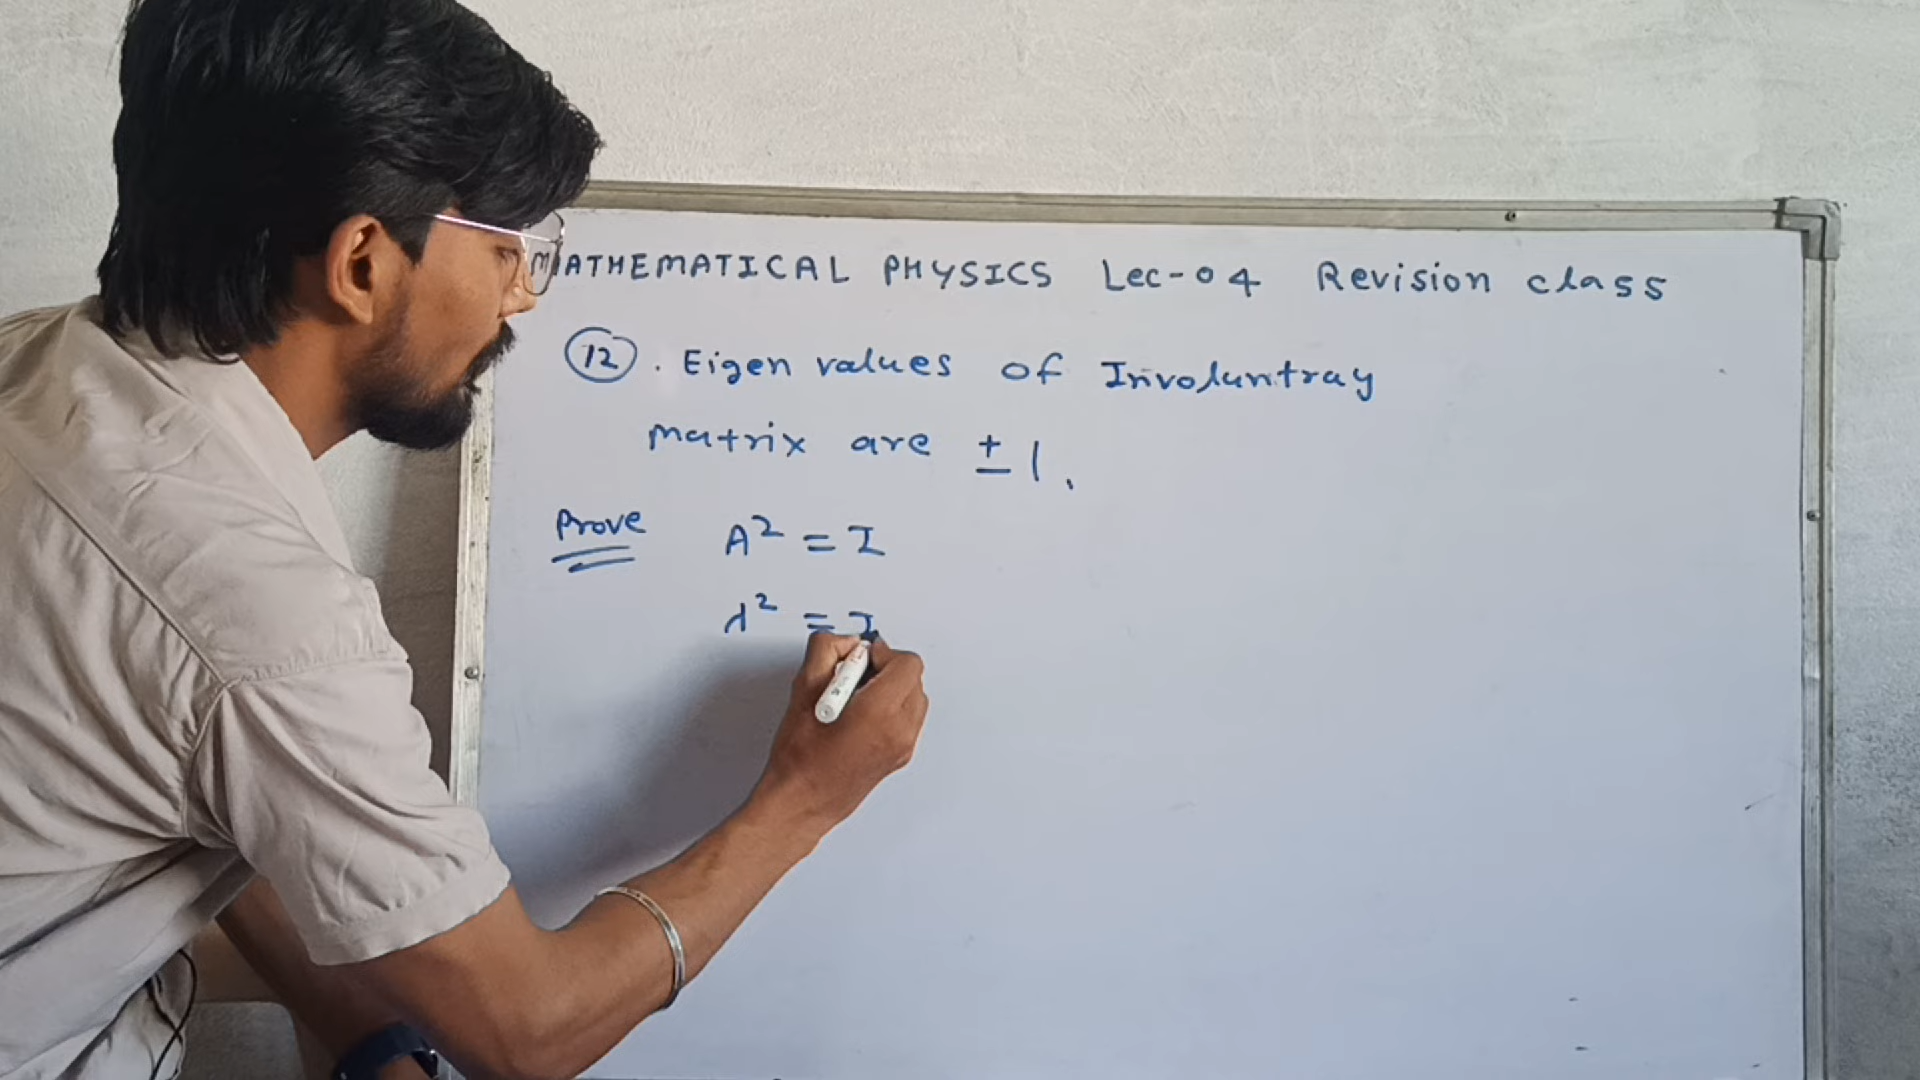 MATHEMATICAL PHYSICS Lec-04 Revision class
12. Eigen values of Involuntray
matrix are ± 1.
Prove A² = I
λ² = I